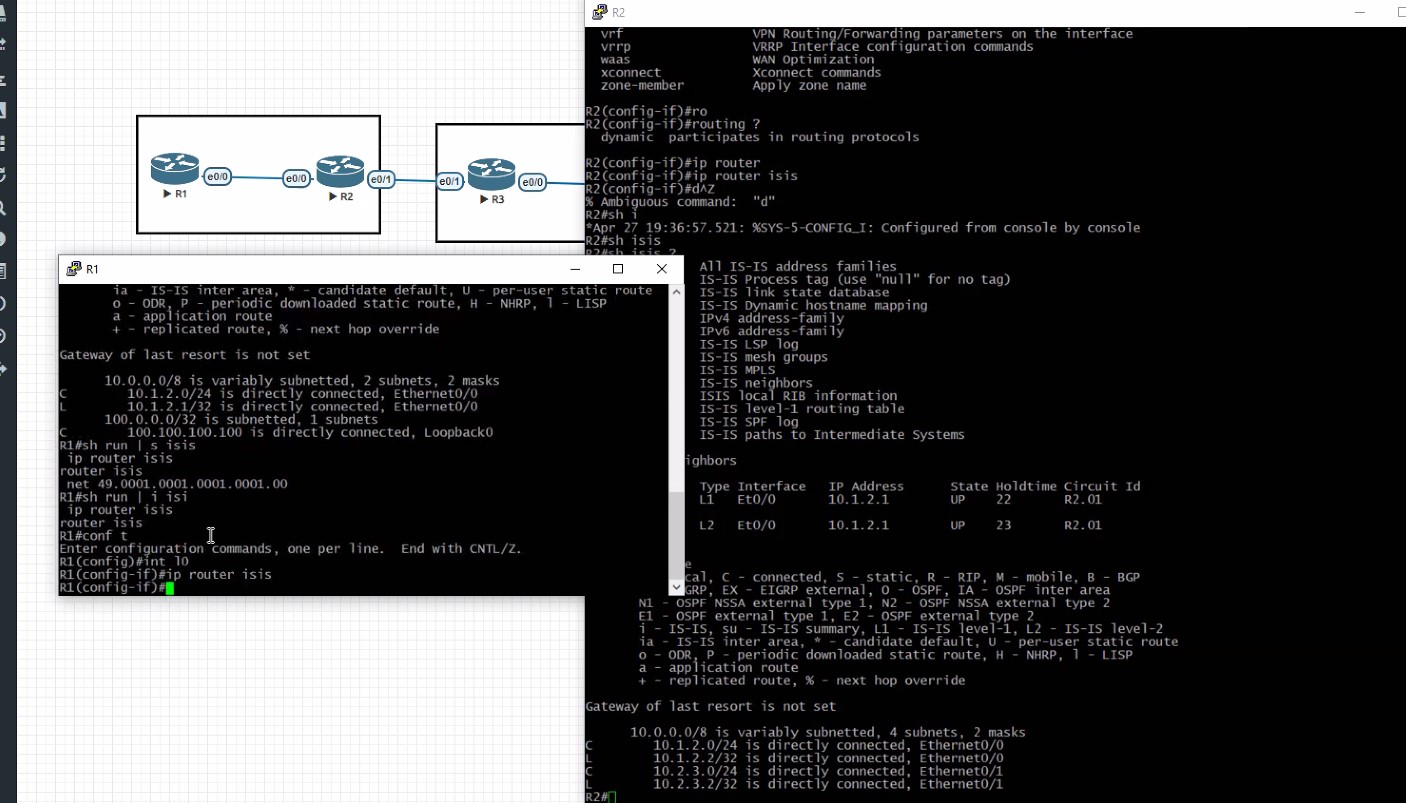 R2
vrf VPN Routing/Forwarding parameters on the interface
vrrp VRRP Interface configuration commands
waas WAN Optimization
xconnect Xconnect commands
zone-member Apply zone name
R2(config-if)#ro
R2(config-if)#routing ?
dynamic participates in routing protocols
R2(config-if)#ip router
R2(config-if)#ip router isis
R2(config-if)#d^Z
% Ambiguous command: "d"
R2#sh i
*Apr 27 19:36:57.521: %SYS-5-CONFIG_I: Configured from console by console
R2#sh isis
R2#sh isis ?
All IS-IS address families
IS-IS Process tag (use "null" for no tag)
IS-IS link state database
IS-IS Dynamic hostname mapping
IPv4 address-family
IPv6 address-family
IS-IS LSP log
IS-IS mesh groups
IS-IS MPLS
IS-IS neighbors
ISIS local RIB information
IS-IS level-1 routing table
IS-IS SPF log
IS-IS paths to Intermediate Systems
ighbors
Type Interface IP Address State Holdtime Circuit Id
L1 Et0/0 10.1.2.1 UP 22 R2.01
L2 Et0/0 10.1.2.1 UP 23 R2.01
e
cal, C - connected, S - static, R - RIP, M - mobile, B - BGP
GRP, EX - EIGRP external, O - OSPF, IA - OSPF inter area
N1 - OSPF NSSA external type 1, N2 - OSPF NSSA external type 2
E1 - OSPF external type 1, E2 - OSPF external type 2
i - IS-IS, su - IS-IS summary, L1 - IS-IS level-1, L2 - IS-IS level-2
ia - IS-IS inter area, * - candidate default, U - per-user static route
o - ODR, P - periodic downloaded static route, H - NHRP, l - LISP
a - application route
+ - replicated route, % - next hop override
Gateway of last resort is not set
10.0.0.0/8 is variably subnetted, 4 subnets, 2 masks
C 10.1.2.0/24 is directly connected, Ethernet0/0
L 10.1.2.2/32 is directly connected, Ethernet0/0
C 10.2.3.0/24 is directly connected, Ethernet0/1
L 10.2.3.2/32 is directly connected, Ethernet0/1
R2#
e0/0
e0/0
e0/1
e0/1
e0/0
R1
R2
R3
R1
ia - IS-IS inter area, * - candidate default, U - per-user static route
o - ODR, P - periodic downloaded static route, H - NHRP, l - LISP
a - application route
+ - replicated route, % - next hop override
Gateway of last resort is not set
10.0.0.0/8 is variably subnetted, 2 subnets, 2 masks
C 10.1.2.0/24 is directly connected, Ethernet0/0
L 10.1.2.1/32 is directly connected, Ethernet0/0
100.0.0.0/32 is subnetted, 1 subnets
C 100.100.100.100 is directly connected, Loopback0
R1#sh run | s isis
ip router isis
router isis
net 49.0001.0001.0001.0001.00
R1#sh run | i isi
ip router isis
router isis
R1#conf t
Enter configuration commands, one per line. End with CNTL/Z.
R1(config)#int l0
R1(config-if)#ip router isis
R1(config-if)#